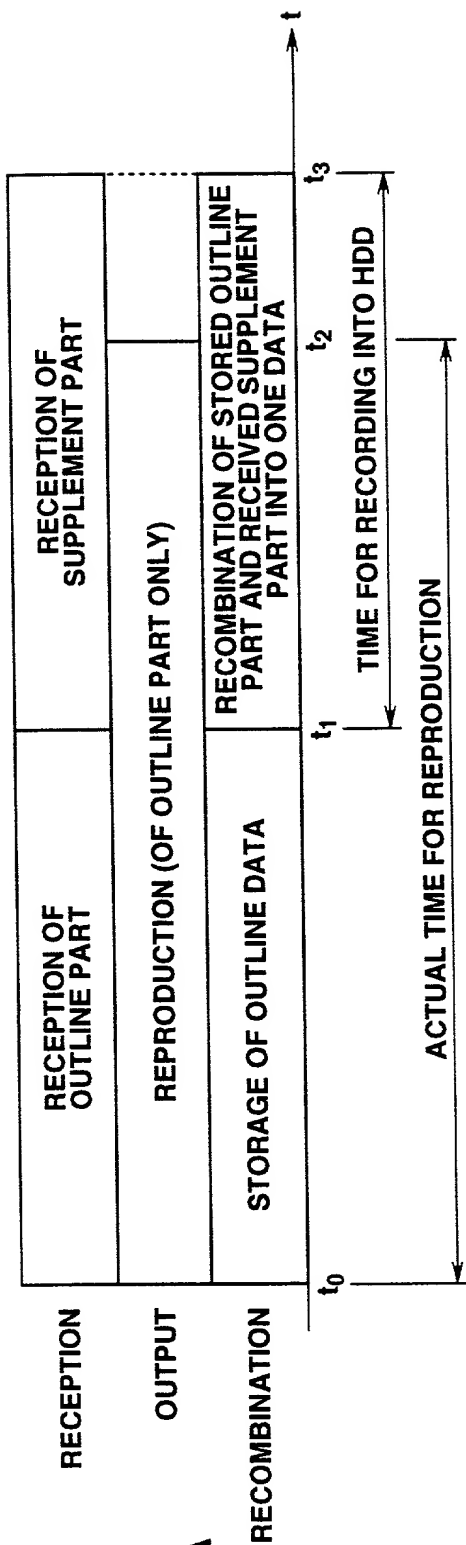 RECEPTION
RECEPTION OF
OUTLINE PART
RECEPTION OF
SUPPLEMENT PART
OUTPUT
REPRODUCTION (OF OUTLINE PART ONLY)
RECOMBINATION
STORAGE OF OUTLINE DATA
RECOMBINATION OF STORED OUTLINE
PART AND RECEIVED SUPPLEMENT
PART INTO ONE DATA
t
t0
t1
t2
t3
TIME FOR RECORDING INTO HDD
ACTUAL TIME FOR REPRODUCTION